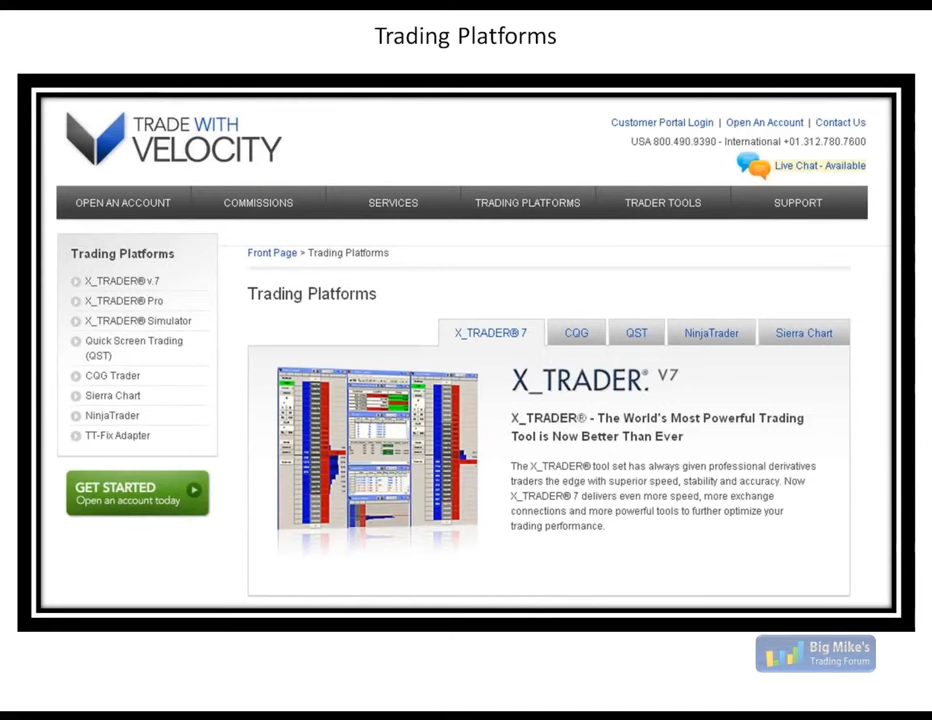 Trading Platforms
TRADE WITH
VELOCITY
Customer Portal Login | Open An Account | Contact Us
USA 800.490.9390 - International +01.312.780.7600
Live Chat - Available
OPEN AN ACCOUNT
COMMISSIONS
SERVICES
TRADING PLATFORMS
TRADER TOOLS
SUPPORT
Trading Platforms
X_TRADER® v.7
X_TRADER® Pro
X_TRADER® Simulator
Quick Screen Trading
(QST)
CQG Trader
Sierra Chart
NinjaTrader
TT-Fix Adapter
GET STARTED
Open an account today
Front Page > Trading Platforms
Trading Platforms
X_TRADER® 7
CQG
QST
NinjaTrader
Sierra Chart
X_TRADER® V7
X_TRADER® - The World's Most Powerful Trading
Tool is Now Better Than Ever
The X_TRADER® tool set has always given professional derivatives
traders the edge with superior speed, stability and accuracy. Now
X_TRADER® 7 delivers even more speed, more exchange
connections and more powerful tools to further optimize your
trading performance.
Big Mike's
Trading Forum